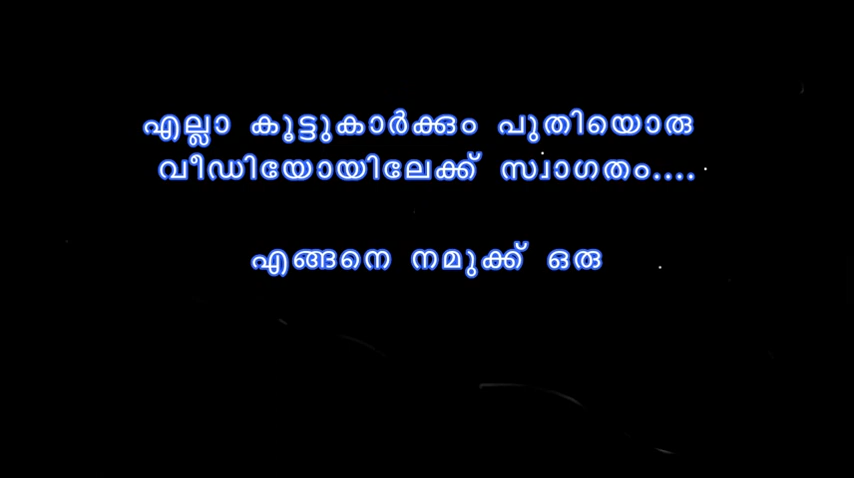 എല്ലാ കൂട്ടുകാർക്കും പുതിയൊരു
വീഡിയോയിലേക്ക് സ്വാഗതം....
എങ്ങനെ നമുക്ക് ഒരു